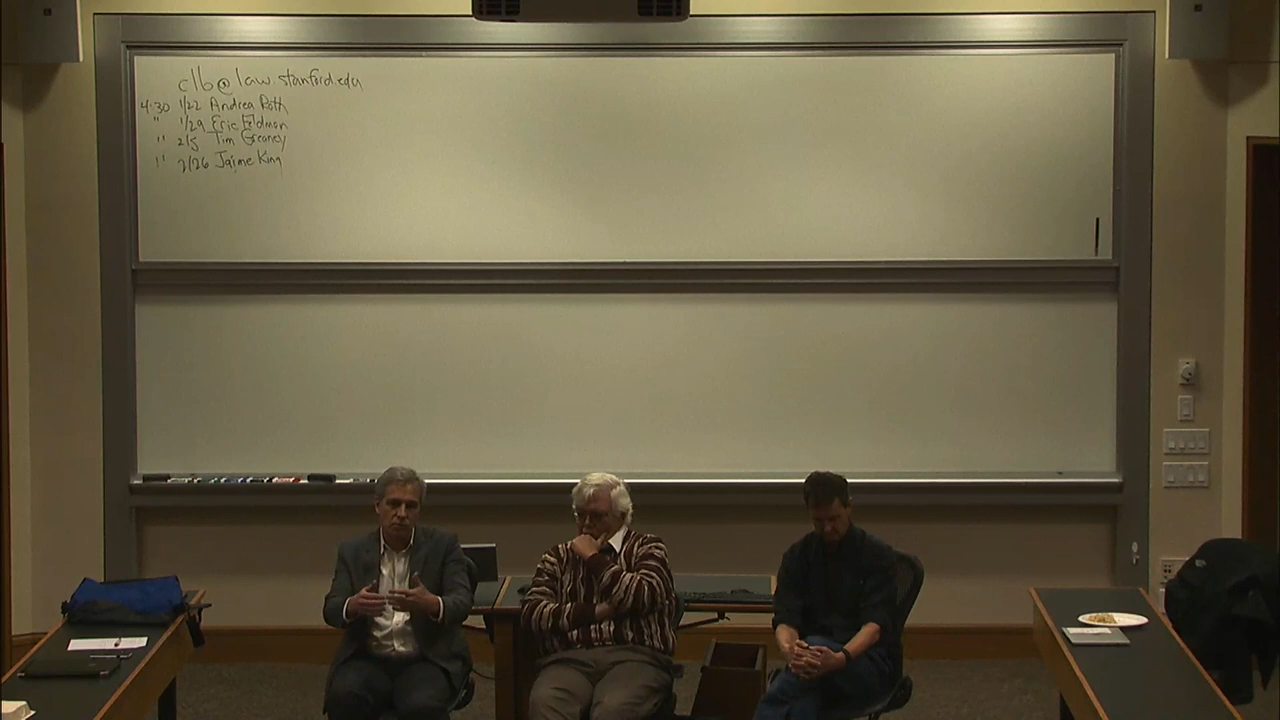 clb@law.stanford.edu
4:30 1/22 Andrea Roth
" 1/29 Eric Feldman
" 2/5 Tim Greaney
" 2/26 Jaime King